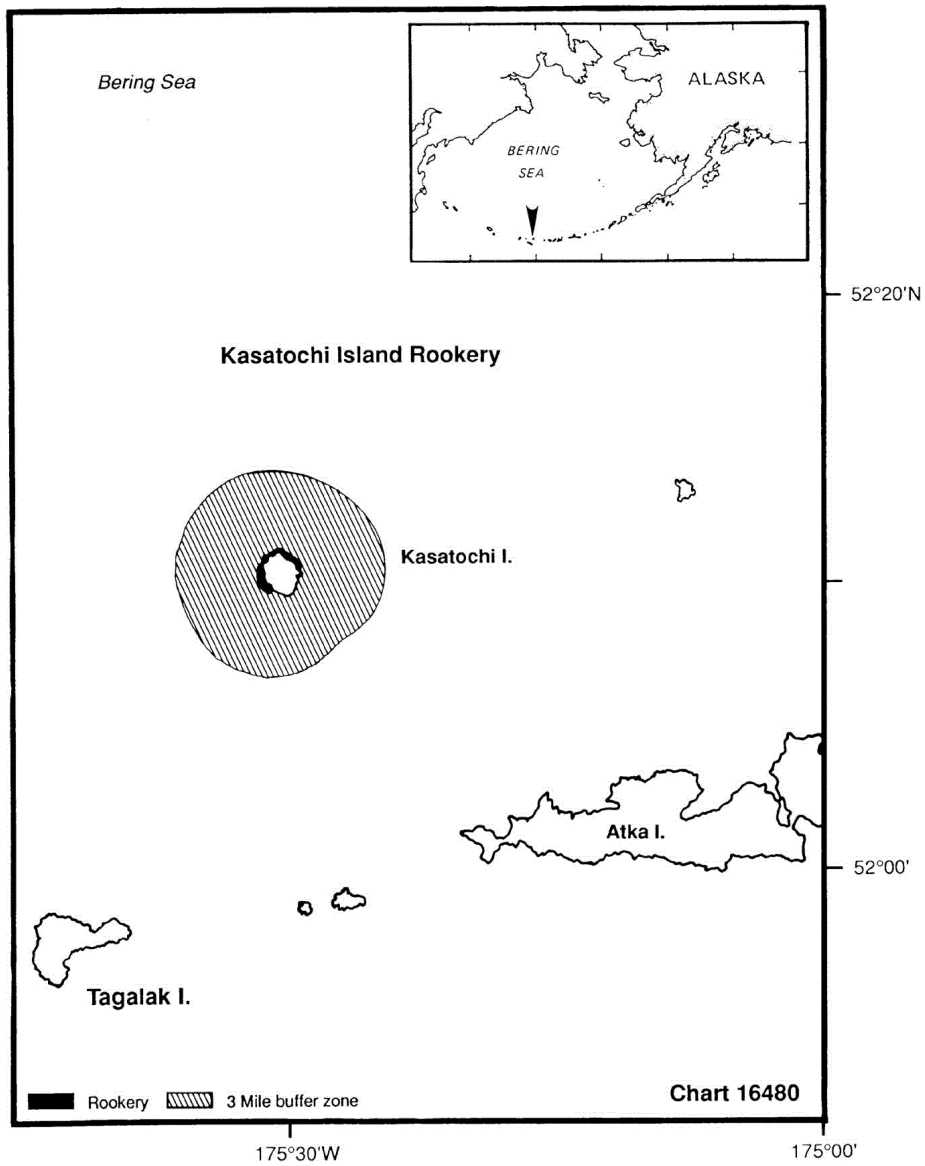 Bering Sea
ALASKA
BERING
SEA
52°20'N
Kasatochi Island Rookery
Kasatochi I.
Atka I.
52°00'
Tagalak I.
Rookery
3 Mile buffer zone
Chart 16480
175°30'W
175°00'